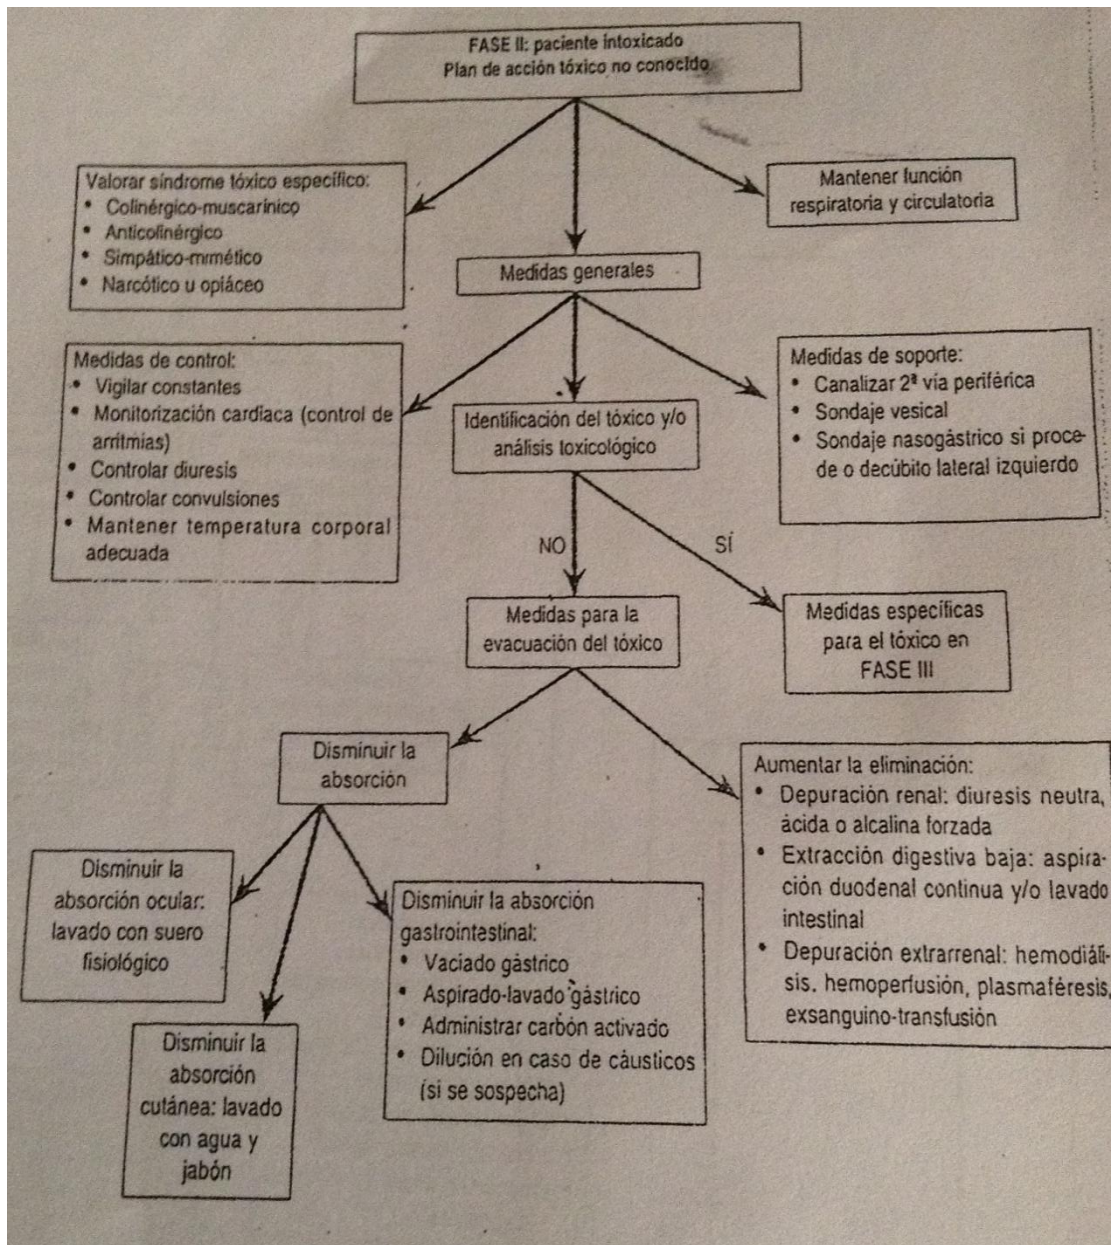 FASE II: paciente intoxicado
Plan de acción tóxico no conocido
Valorar síndrome tóxico específico:
• Colinérgico-muscarínico
• Anticolinérgico
• Simpático-mimético
• Narcótico u opiáceo
Mantener función
respiratoria y circulatoria
Medidas generales
Medidas de control:
• Vigilar constantes
• Monitorización cardiaca (control de
arritmias)
• Controlar diuresis
• Controlar convulsiones
• Mantener temperatura corporal
adecuada
Identificación del tóxico y/o
análisis toxicológico
Medidas de soporte:
• Canalizar 2ª vía periférica
• Sondaje vesical
• Sondaje nasogástrico si proce-
de o decúbito lateral izquierdo
NO
SÍ
Medidas para la
evacuación del tóxico
Medidas específicas
para el tóxico en
FASE III
Disminuir la
absorción
Aumentar la eliminación:
• Depuración renal: diuresis neutra,
ácida o alcalina forzada
• Extracción digestiva baja: aspira-
ción duodenal continua y/o lavado
intestinal
• Depuración extrarrenal: hemodiáli-
sis, hemoperfusión, plasmaféresis,
exsanguino-transfusión
Disminuir la
absorción ocular:
lavado con suero
fisiológico
Disminuir la
absorción
cutánea: lavado
con agua y
jabón
Disminuir la absorción
gastrointestinal:
• Vaciado gástrico
• Aspirado-lavado gástrico
• Administrar carbón activado
• Dilución en caso de cáusticos
(si se sospecha)